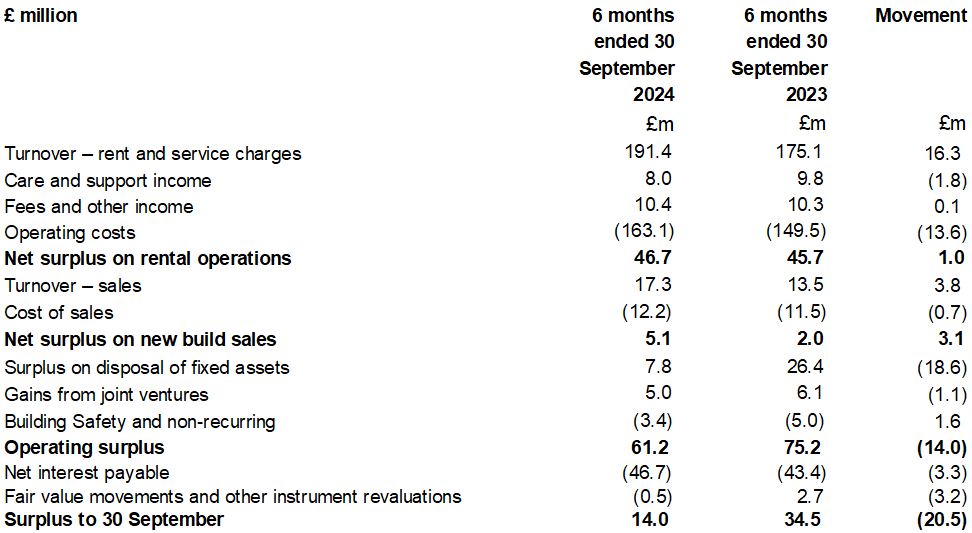 £ million 6 months 6 months Movement
ended 30 ended 30
September September
2024 2023
£m £m £m
Turnover – rent and service charges 191.4 175.1 16.3
Care and support income 8.0 9.8 (1.8)
Fees and other income 10.4 10.3 0.1
Operating costs (163.1) (149.5) (13.6)
Net surplus on rental operations 46.7 45.7 1.0
Turnover – sales 17.3 13.5 3.8
Cost of sales (12.2) (11.5) (0.7)
Net surplus on new build sales 5.1 2.0 3.1
Surplus on disposal of fixed assets 7.8 26.4 (18.6)
Gains from joint ventures 5.0 6.1 (1.1)
Building Safety and non-recurring (3.4) (5.0) 1.6
Operating surplus 61.2 75.2 (14.0)
Net interest payable (46.7) (43.4) (3.3)
Fair value movements and other instrument revaluations (0.5) 2.7 (3.2)
Surplus to 30 September 14.0 34.5 (20.5)